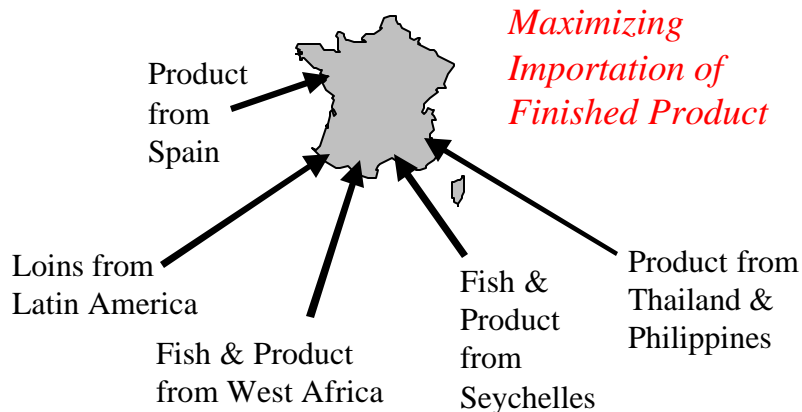 Maximizing
Importation of
Finished Product
Product
from
Spain
Loins from
Latin America
Fish & Product
from West Africa
Fish &
Product
from
Seychelles
Product from
Thailand &
Philippines